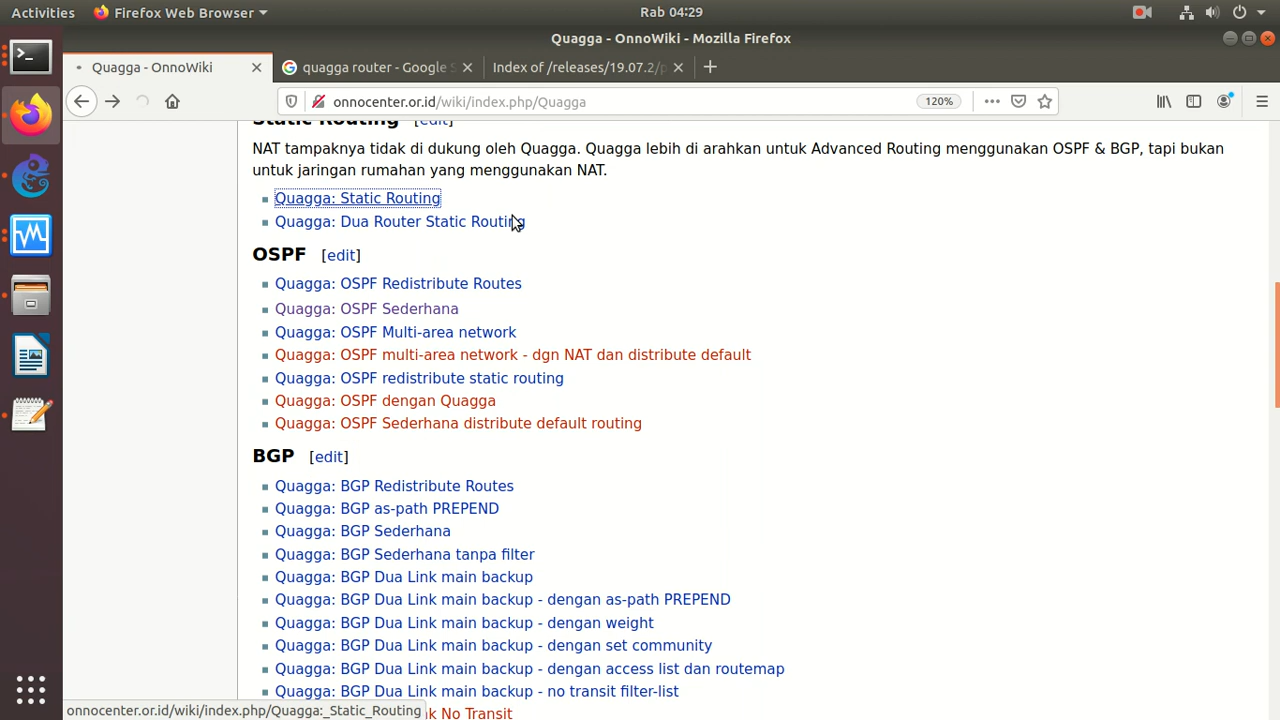 Activities
Firefox Web Browser
Rab 04:29
Quagga - OnnoWiki - Mozilla Firefox
Quagga - OnnoWiki
quagga router - Google S
Index of /releases/19.07.2/p
onnocenter.or.id/wiki/index.php/Quagga
120%
Static Routing [edit]
NAT tampaknya tidak di dukung oleh Quagga. Quagga lebih di arahkan untuk Advanced Routing menggunakan OSPF & BGP, tapi bukan
untuk jaringan rumahan yang menggunakan NAT.
Quagga: Static Routing
Quagga: Dua Router Static Routing
OSPF [edit]
Quagga: OSPF Redistribute Routes
Quagga: OSPF Sederhana
Quagga: OSPF Multi-area network
Quagga: OSPF multi-area network - dgn NAT dan distribute default
Quagga: OSPF redistribute static routing
Quagga: OSPF dengan Quagga
Quagga: OSPF Sederhana distribute default routing
BGP [edit]
Quagga: BGP Redistribute Routes
Quagga: BGP as-path PREPEND
Quagga: BGP Sederhana
Quagga: BGP Sederhana tanpa filter
Quagga: BGP Dua Link main backup
Quagga: BGP Dua Link main backup - dengan as-path PREPEND
Quagga: BGP Dua Link main backup - dengan weight
Quagga: BGP Dua Link main backup - dengan set community
Quagga: BGP Dua Link main backup - dengan access list dan routemap
Quagga: BGP Dua Link main backup - no transit filter-list
onnocenter.or.id/wiki/index.php/Quagga:_Static_Routing
k No Transit